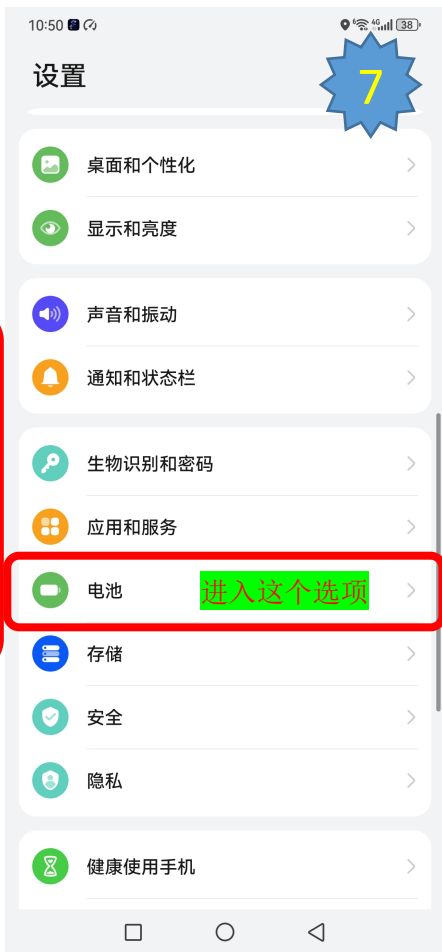 10:50 6 4G 38
设置
7
桌面和个性化
显示和亮度
声音和振动
通知和状态栏
生物识别和密码
应用和服务
电池 进入这个选项
存储
安全
隐私
健康使用手机